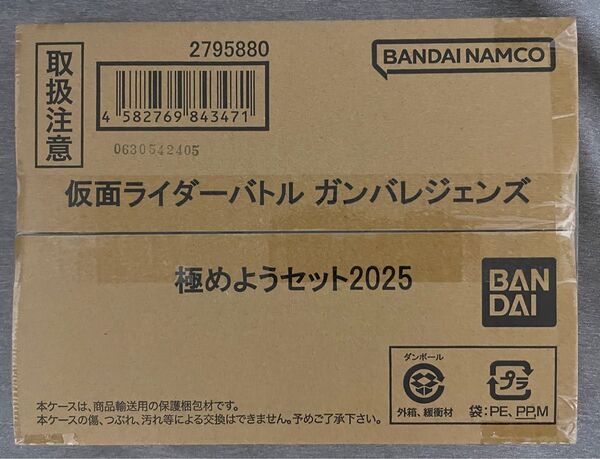 取扱注意
2795880
4 582769 843471
0630542405
BANDAI NAMCO
仮面ライダーバトル ガンバレジェンズ
極めようセット2025
BAN
DAI
ダンボール
外箱、緩衝材
プラ
袋:PE、PP,M
本ケースは、商品輸送用の保護梱包材です。
本ケースの傷、つぶれ、汚れ等による交換はできません。予めご了承下さい。